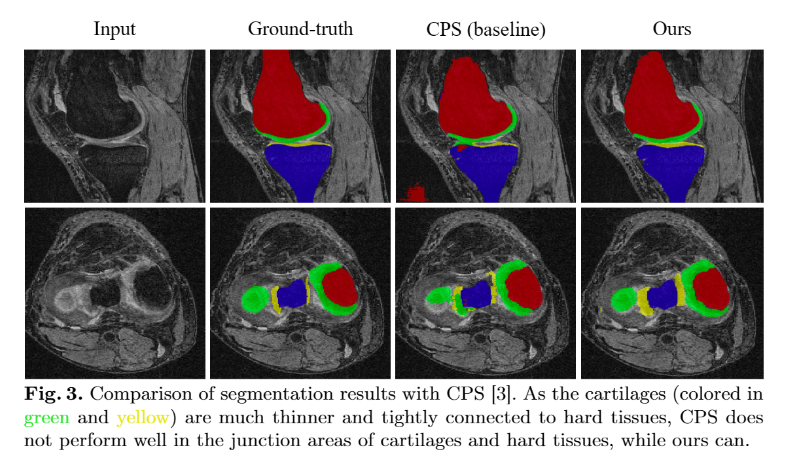 Input Ground-truth CPS (baseline) Ours
Fig. 3. Comparison of segmentation results with CPS [3]. As the cartilages (colored in
green and yellow) are much thinner and tightly connected to hard tissues, CPS does
not perform well in the junction areas of cartilages and hard tissues, while ours can.